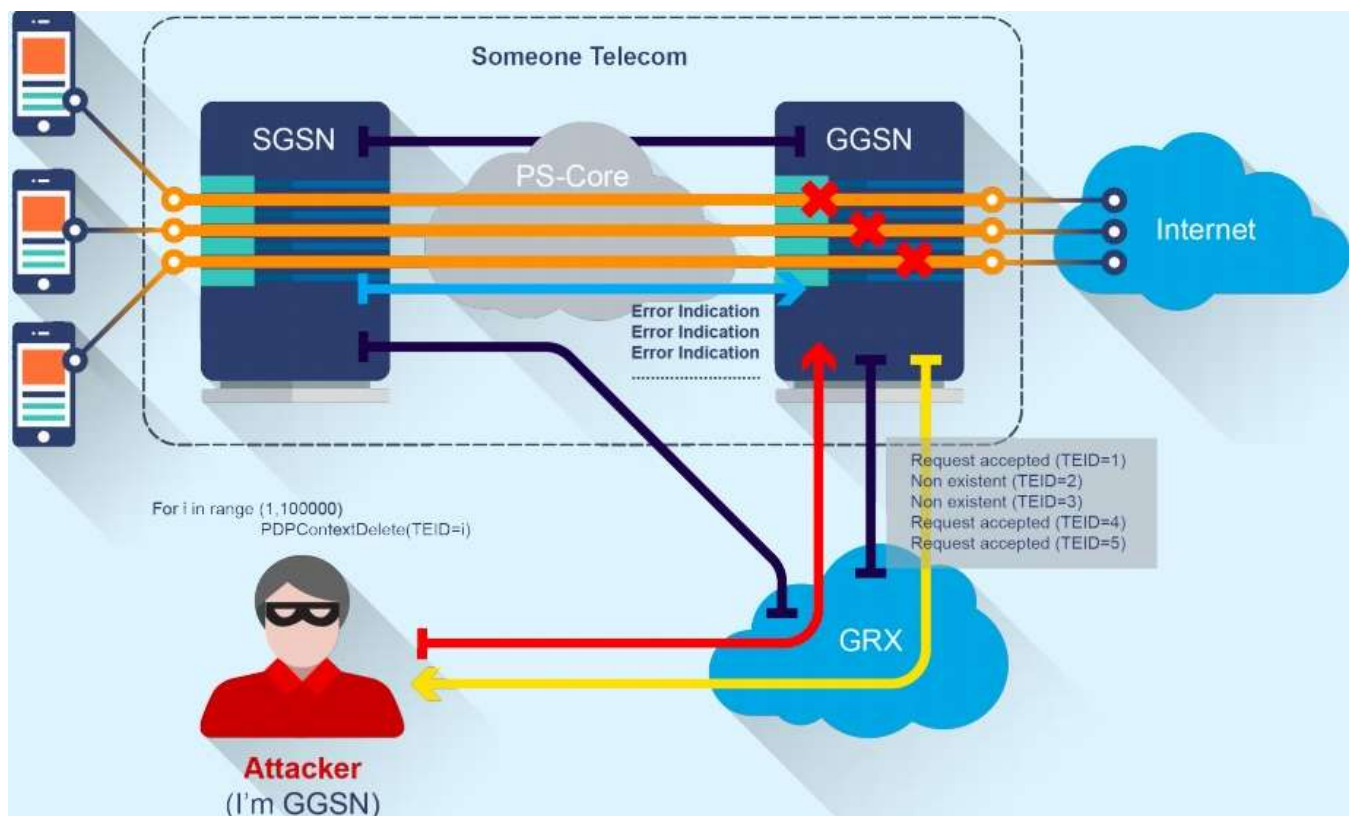 Someone Telecom
SGSN
GGSN
PS-Core
Internet
Error Indication
Error Indication
Error Indication
........................
Request accepted (TEID=1)
Non existent (TEID=2)
Non existent (TEID=3)
Request accepted (TEID=4)
Request accepted (TEID=5)
For i in range (1,100000)
PDPContextDelete(TEID=i)
GRX
Attacker
(I'm GGSN)